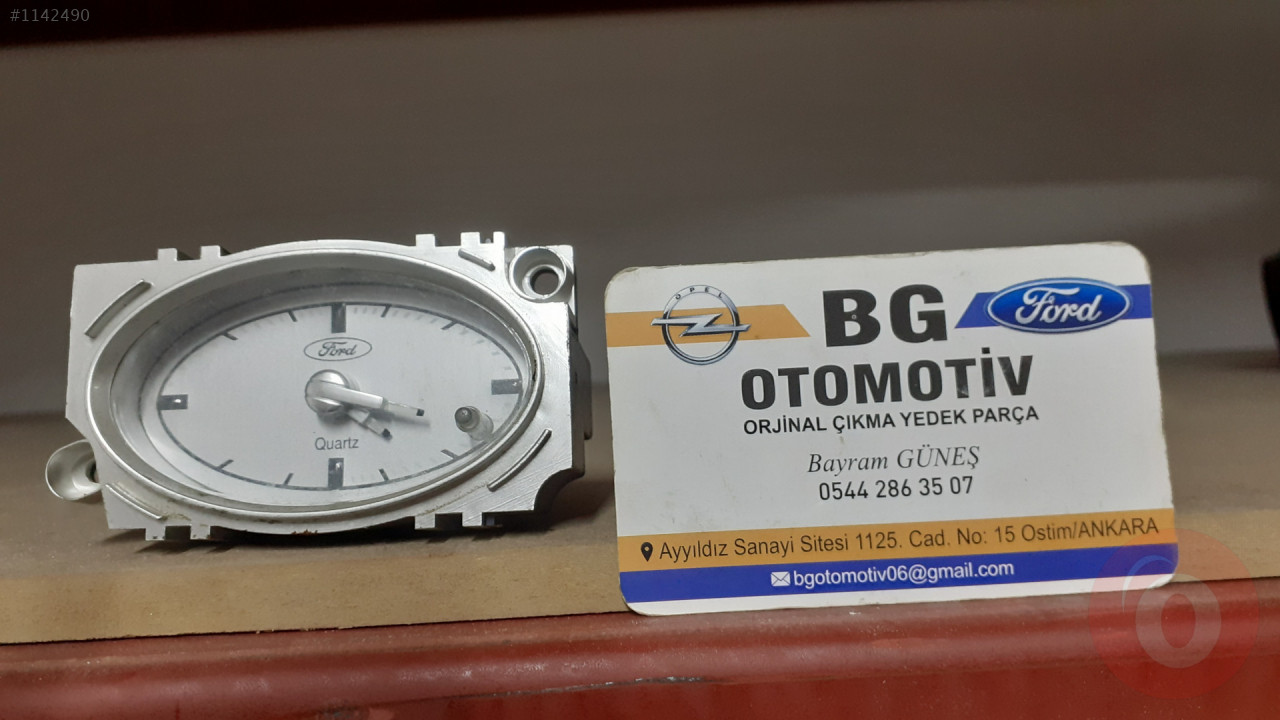 #1142490
Ford
Quartz
OPEL
BG
Ford
OTOMOTİV
ORJİNAL ÇIKMA YEDEK PARÇA
Bayram GÜNEŞ
0544 286 35 07
Ayyıldız Sanayi Sitesi 1125. Cad. No: 15 Ostim/ANKARA
bgotomotiv06@gmail.com